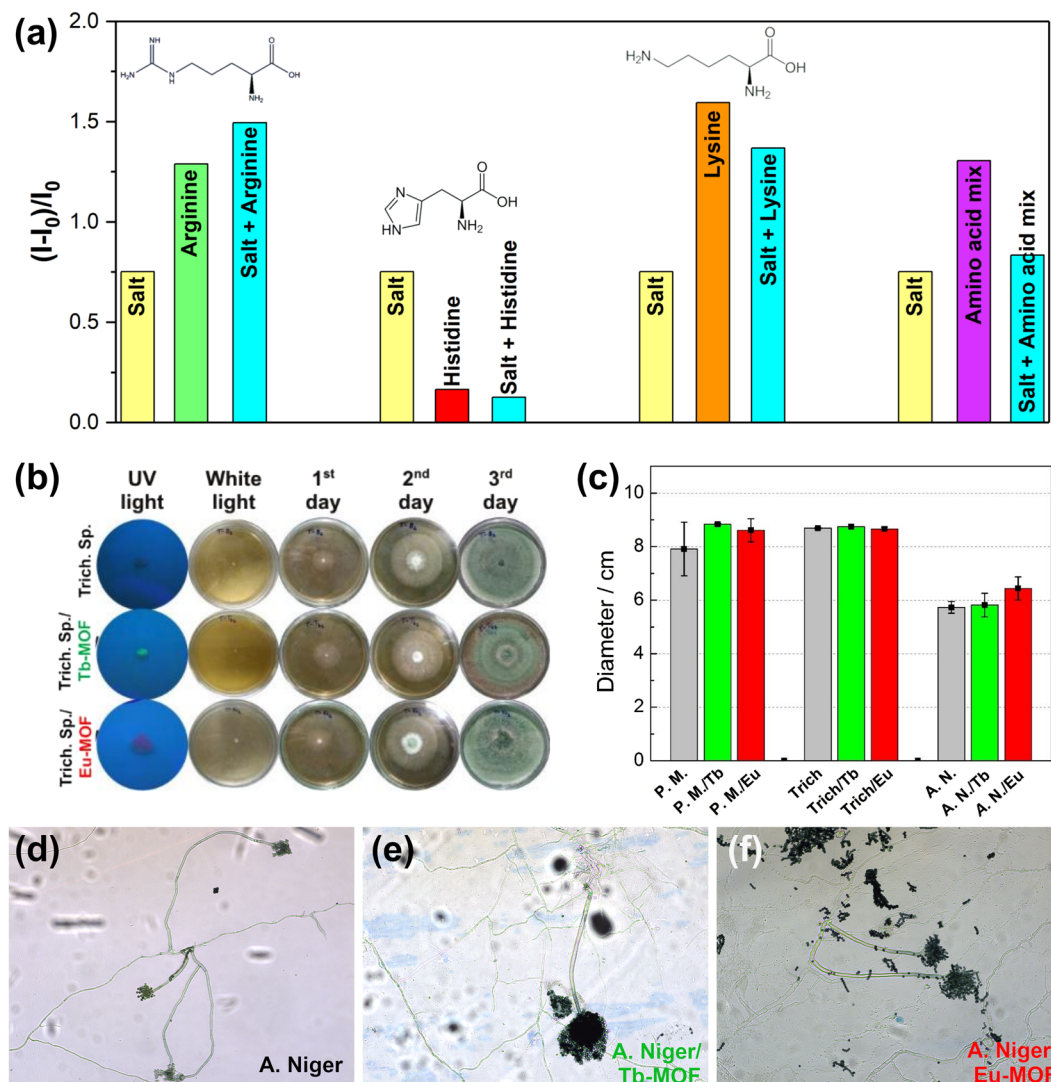 (a)
2.0
1.5
1.0
0.5
0.0
(I-I₀)/I₀
NH
H₂N
N
H
O
OH
NH₂
Salt
Arginine
Salt + Arginine
N
HN
O
OH
NH₂
Salt
Histidine
Salt + Histidine
H₂N
O
OH
NH₂
Salt
Lysine
Salt + Lysine
Salt
Amino acid mix
Salt + Amino acid mix
(b)
UV light
White light
1st day
2nd day
3rd day
Trich. Sp.
Trich. Sp./
Tb-MOF
Trich. Sp./
Eu-MOF
(c)
Diameter / cm
10
8
6
4
2
0
P. M.
P. M./Tb
P. M./Eu
Trich
Trich/Tb
Trich/Eu
A. N.
A. N./Tb
A. N./Eu
(d)
A. Niger
(e)
A. Niger/
Tb-MOF
(f)
A. Niger/
Eu-MOF